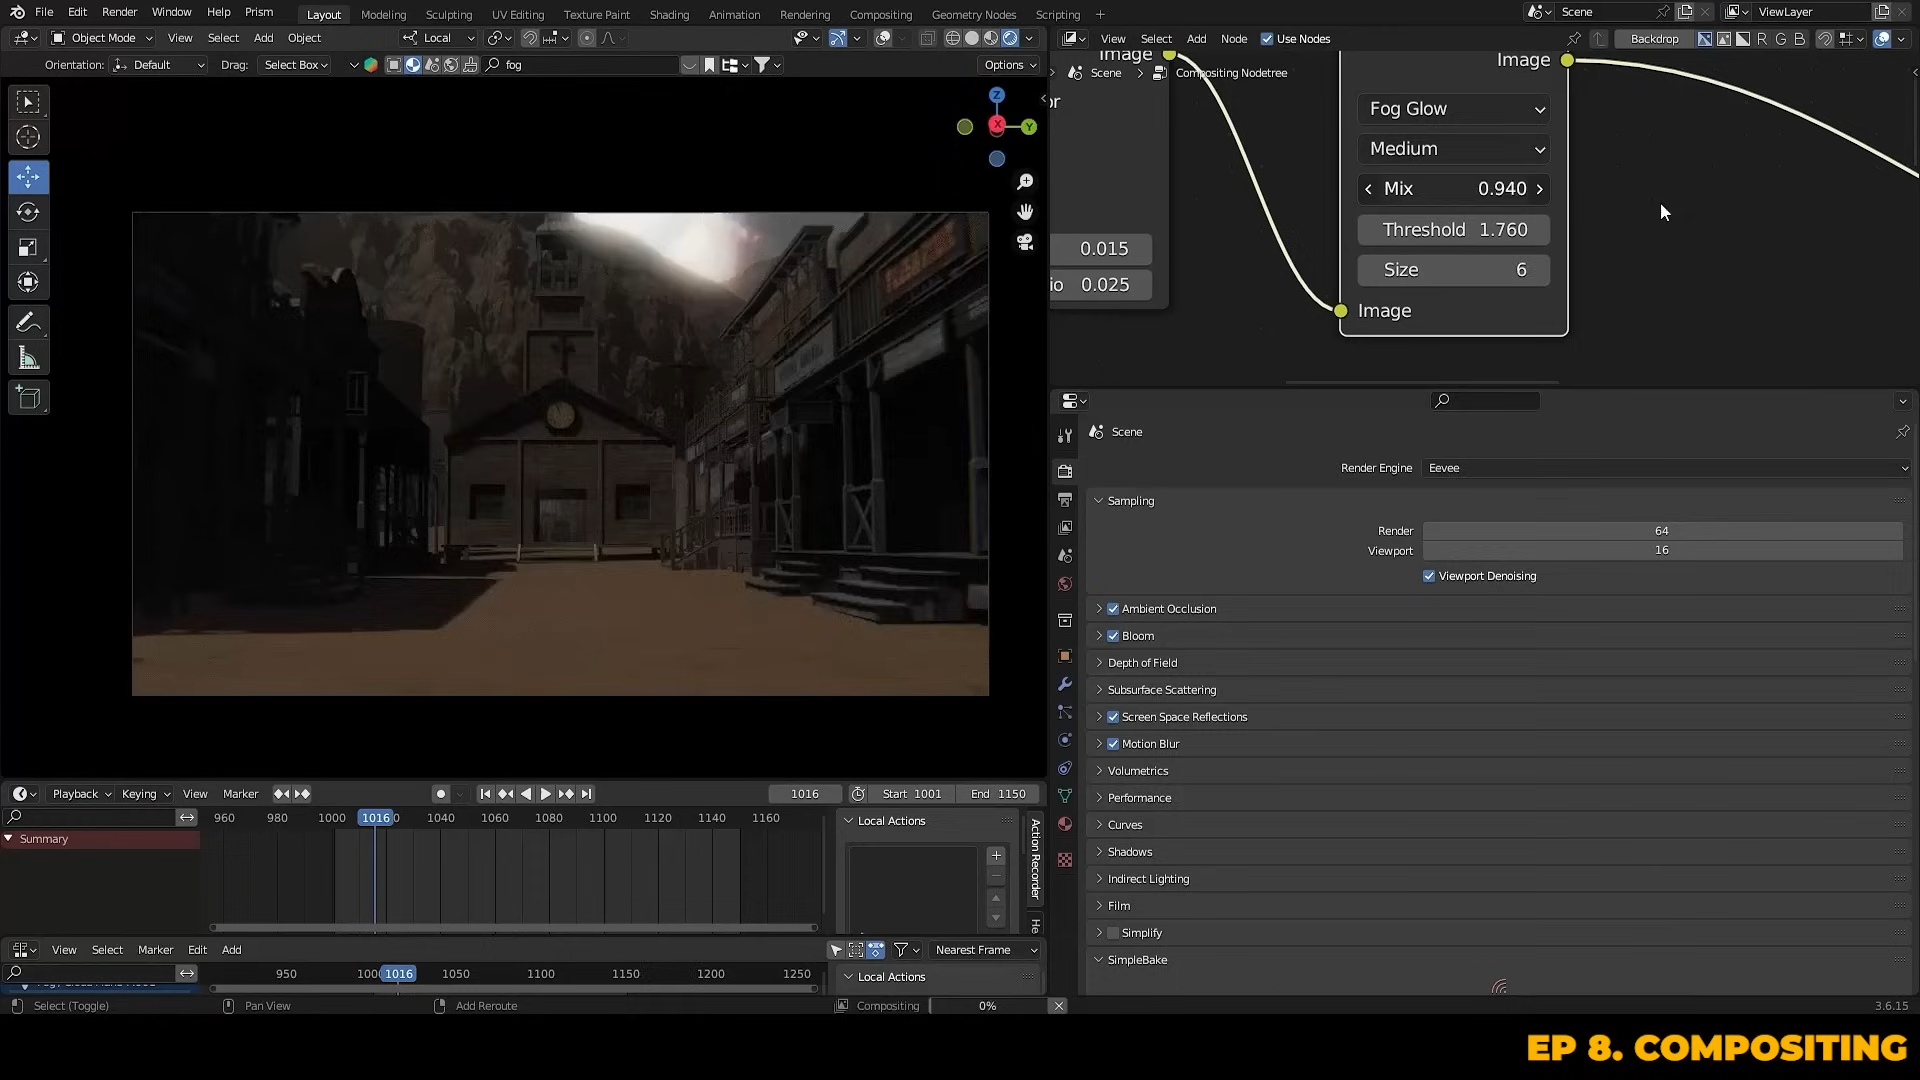 File Edit Render Window Help Prism Layout Modeling Sculpting UV Editing Texture Paint Shading Animation Rendering Compositing Geometry Nodes Scripting + Scene ViewLayer
Object Mode View Select Add Object Local View Select Add Node Use Nodes Backdrop R G B
Orientation: Default Drag: Select Box fog Options
Image Image
Scene > Compositing Nodetree
or
Fog Glow
Medium
Mix 0.940
Threshold 1.760
0.015
Size 6
io 0.025
Image
Z
X
Y
Scene
Render Engine Eevee
Sampling
Render 64
Viewport 16
Viewport Denoising
Ambient Occlusion
Bloom
Depth of Field
Subsurface Scattering
Screen Space Reflections
Motion Blur
Volumetrics
Performance
Curves
Shadows
Indirect Lighting
Film
Simplify
SimpleBake
Playback Keying View Marker 1016 Start 1001 End 1150
960 980 1000 1016 0 1040 1060 1080 1100 1120 1140 1160
Local Actions
Summary
Action Recorder
He
View Select Marker Edit Add Nearest Frame
950 100 1016 1050 1100 1150 1200 1250
Local Actions
Select (Toggle) Pan View Add Reroute Compositing 0% 3.6.15
EP 8. COMPOSITING